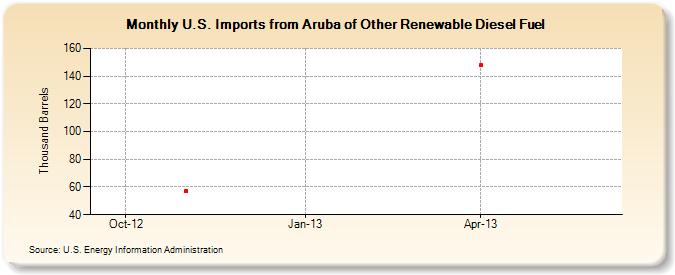 Monthly U.S. Imports from Aruba of Other Renewable Diesel Fuel
Thousand Barrels
160
140
120
100
80
60
40
Oct-12
Jan-13
Apr-13
Source: U.S. Energy Information Administration